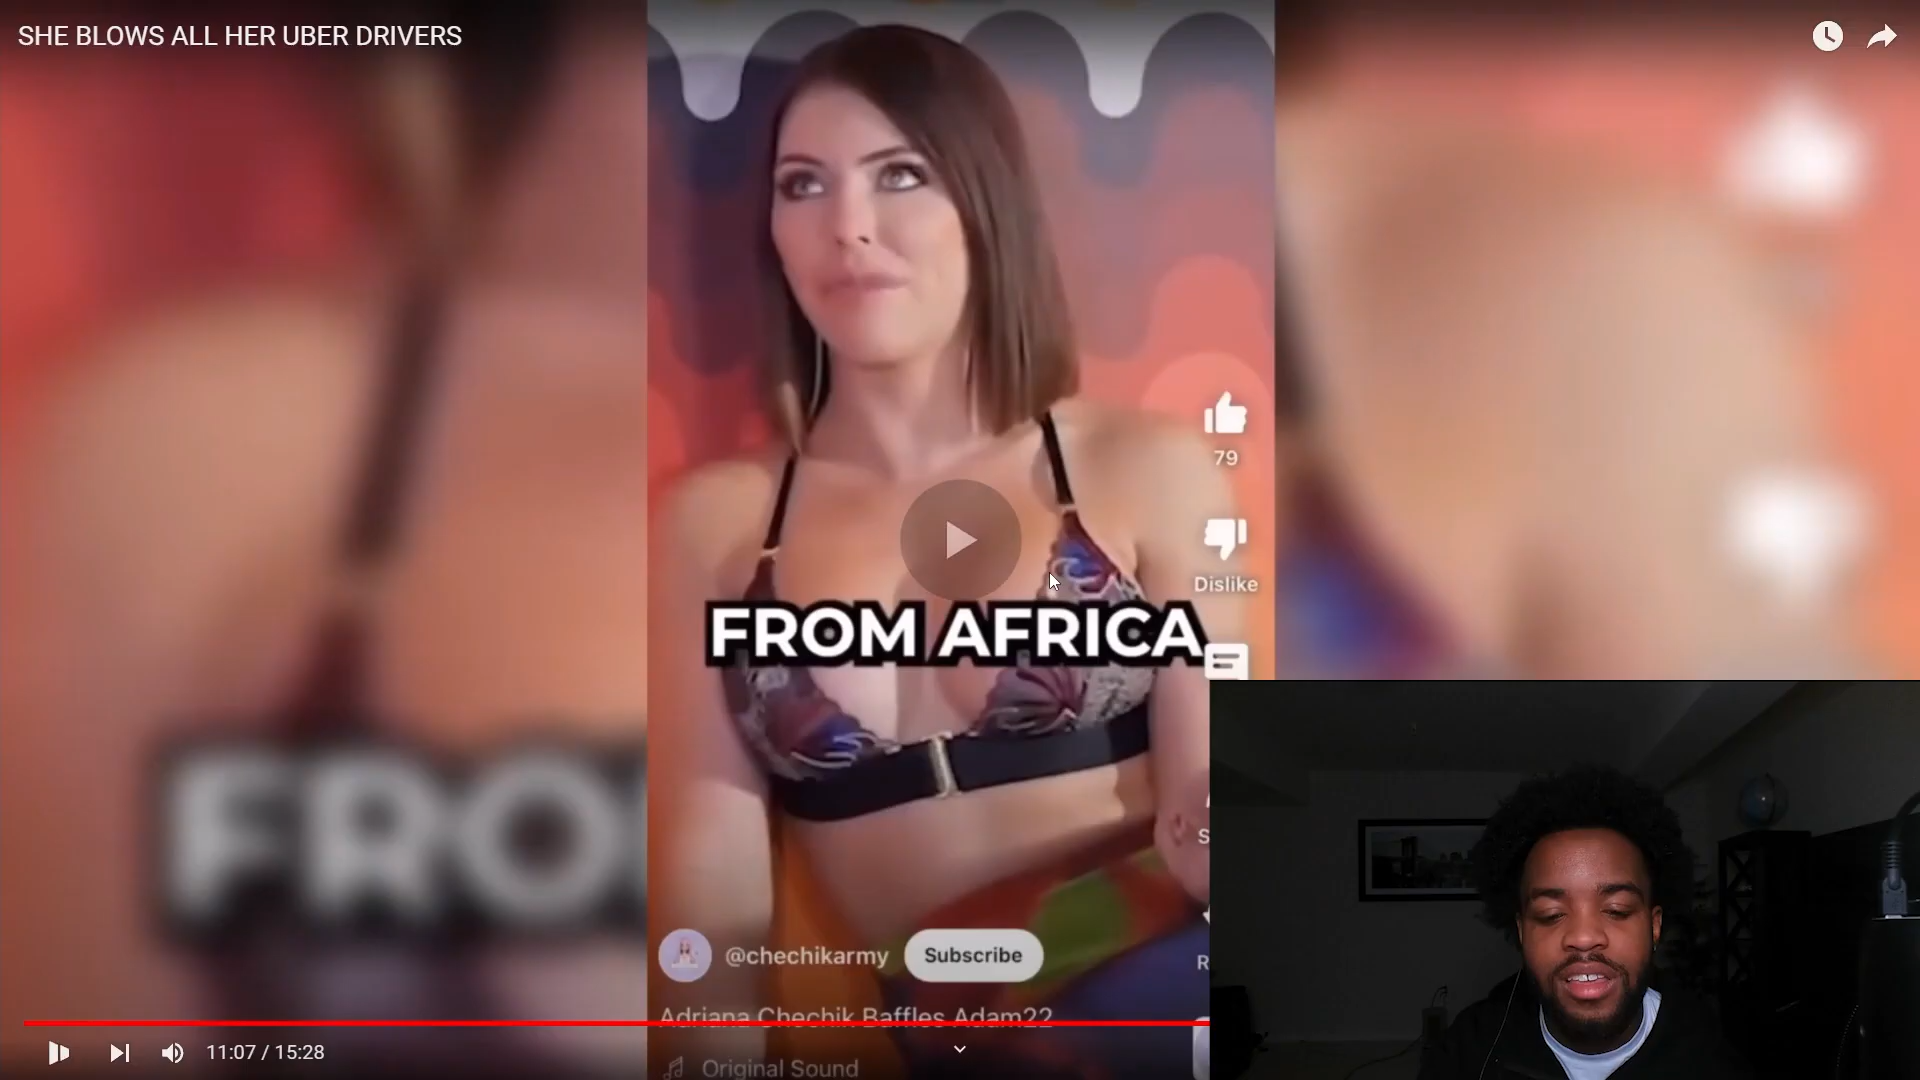 SHE BLOWS ALL HER UBER DRIVERS
79
Dislike
FROM AFRICA
FRO
@chechikarmy
Subscribe
Adriana Chechik Baffles Adam22
Original Sound
11:07 / 15:28